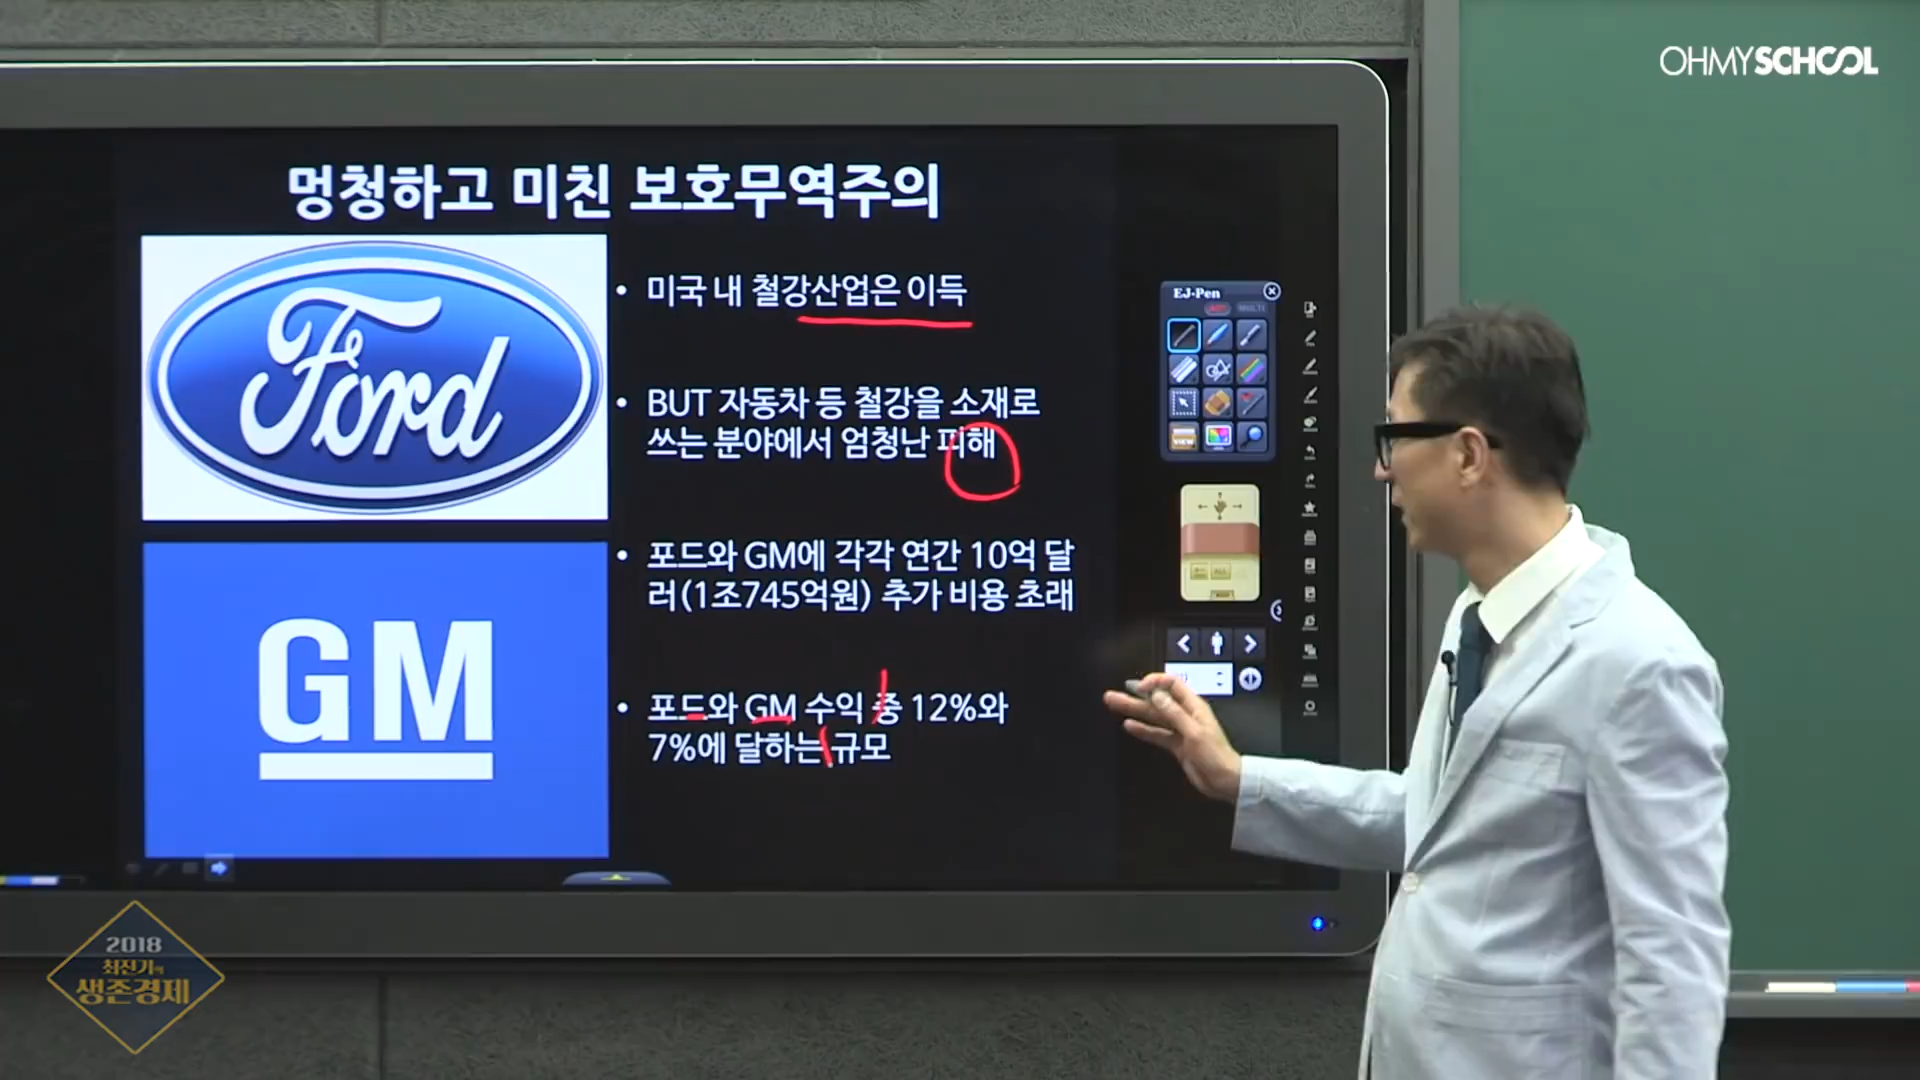 OHMYSCHOOL
멍청하고 미친 보호무역주의
Ford
• 미국 내 철강산업은 이득
• BUT 자동차 등 철강을 소재로
쓰는 분야에서 엄청난 피해
GM
• 포드와 GM에 각각 연간 10억 달
러(1조745억원) 추가 비용 초래
• 포드와 GM 수익 중 12%와
7%에 달하는 규모
EJ-Pen
MULTI
VIEW
2018
최진기의
생존경제